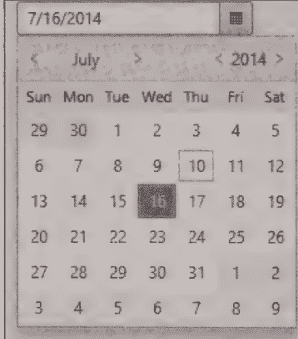 7/16/2014
< July > < 2014 >
Sun Mon Tue Wed Thu Fri Sat
29 30 1 2 3 4 5
6 7 8 9 10 11 12
13 14 15 16 17 18 19
20 21 22 23 24 25 26
27 28 29 30 31 1 2
3 4 5 6 7 8 9